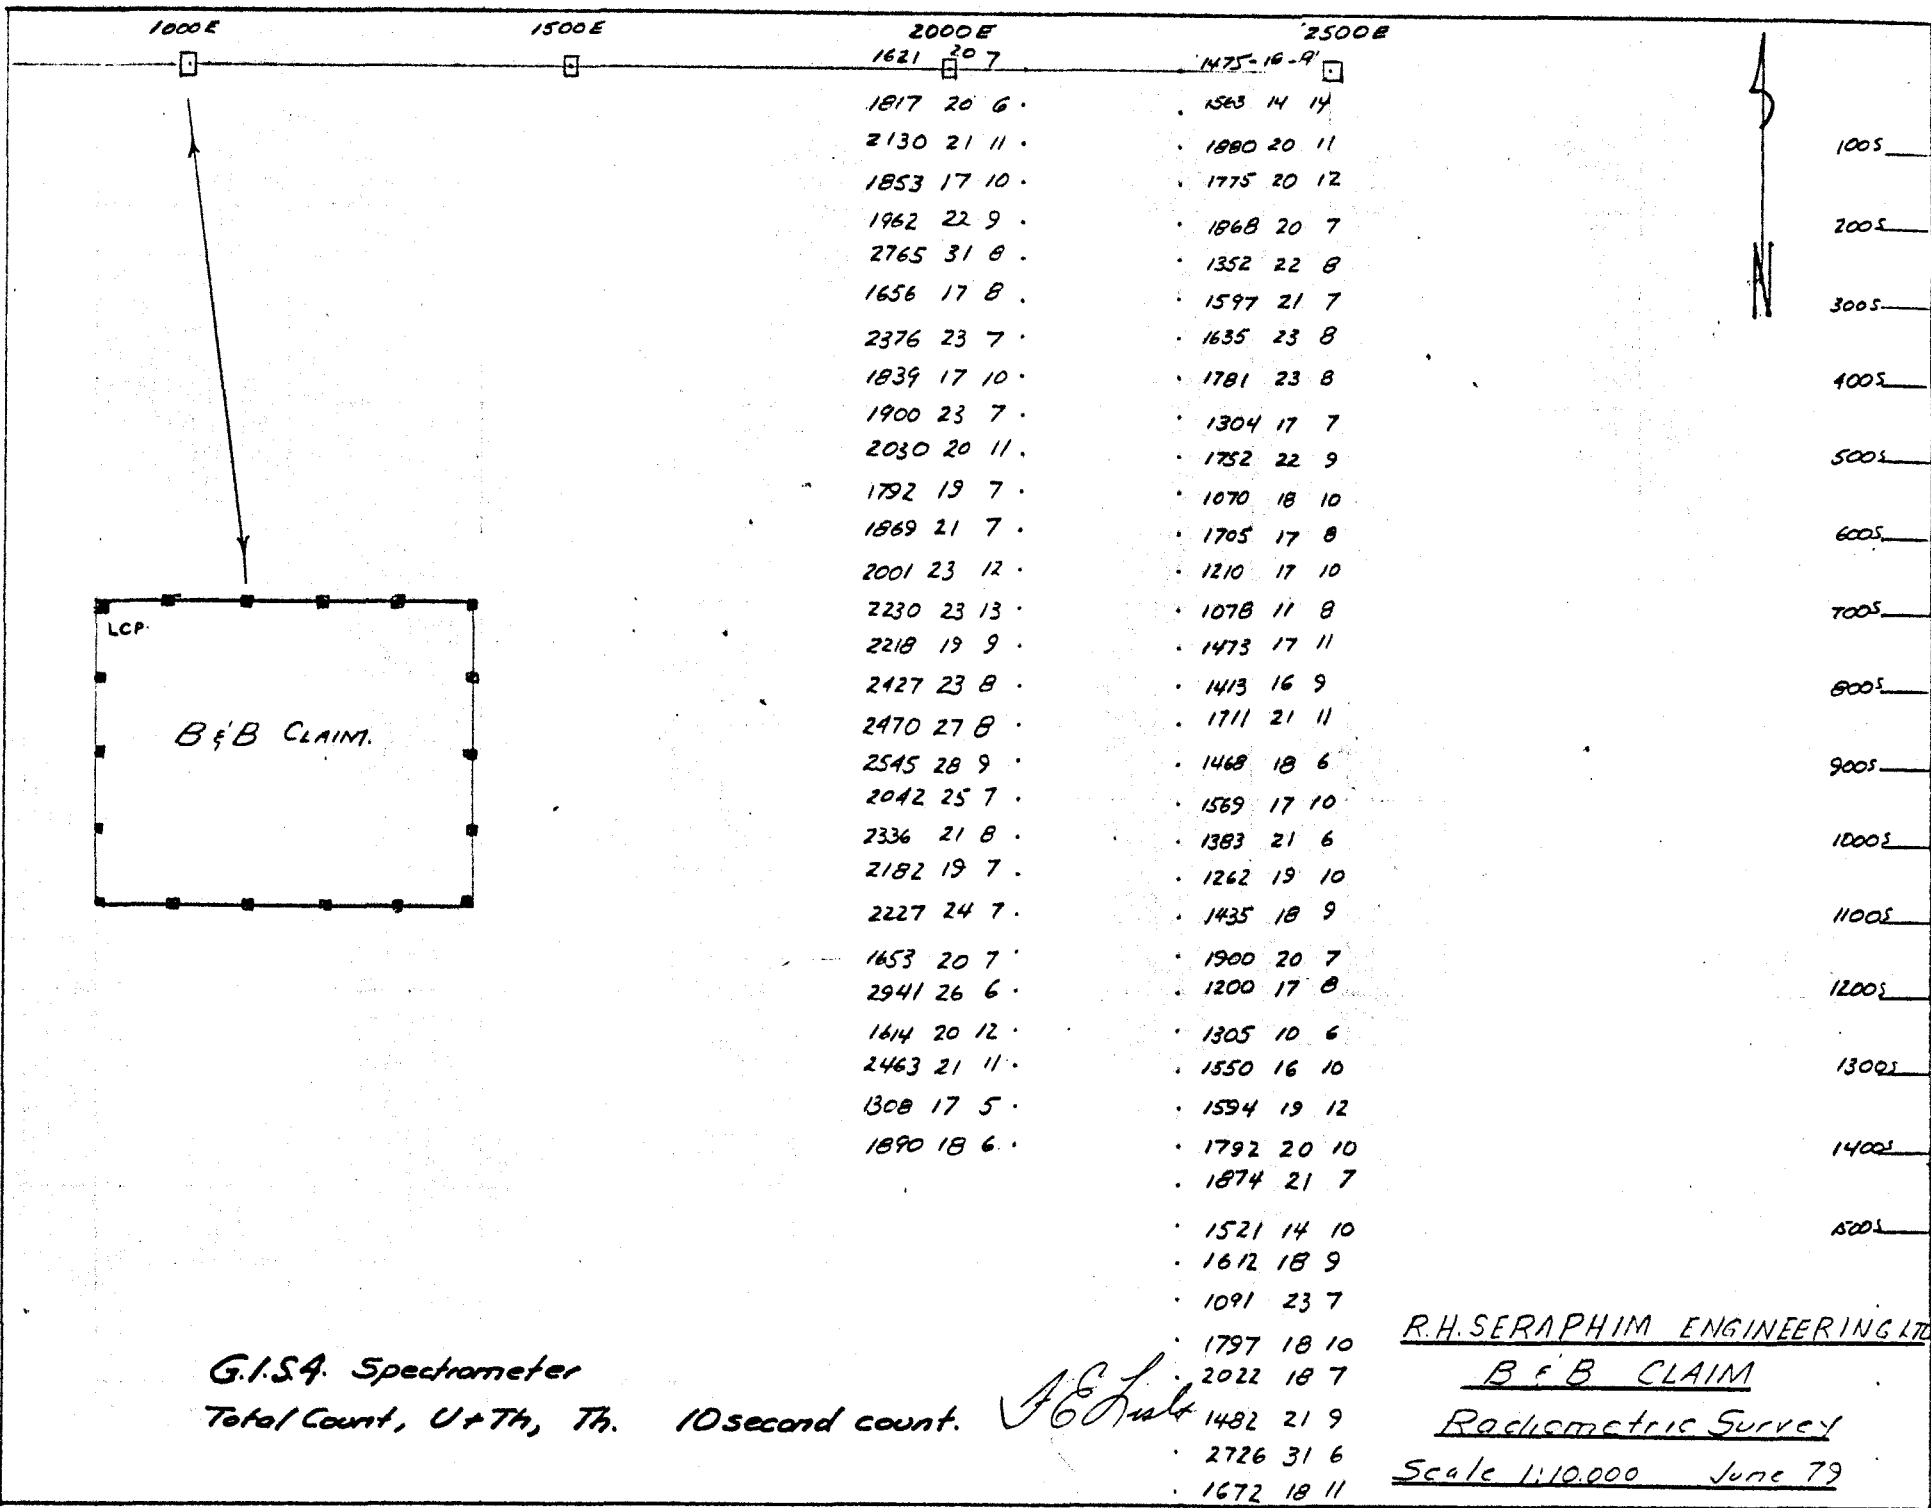 1000E 1500E 2000E 2500E
1621 20 7 1475-16-9
1817 20 6 . . 1563 14 14
2130 21 11 . . 1880 20 11 100S
1853 17 10 . . 1775 20 12
1962 22 9 . . 1868 20 7 200S
2765 31 8 . . 1352 22 8
1656 17 8 . . 1597 21 7 N 300S
2376 23 7 . . 1635 23 8
1839 17 10 . . 1781 23 8 400S
1900 23 7 . . 1304 17 7
2030 20 11 . . 1752 22 9 500S
1792 19 7 . . 1070 18 10
1869 21 7 . . 1705 17 8 600S
2001 23 12 . . 1210 17 10
2230 23 13 . . 1078 11 8 700S
LCP.
2218 19 9 . . 1473 17 11
2427 23 8 . . 1413 16 9 800S
B & B CLAIM.
2470 27 8 . . 1711 21 11
2545 28 9 . . 1468 18 6 900S
2042 25 7 . . 1569 17 10
2336 21 8 . . 1383 21 6 1000S
2182 19 7 . . 1262 19 10
2227 24 7 . . 1435 18 9 1100S
1653 20 7 . . 1900 20 7
2941 26 6 . . 1200 17 8 1200S
1614 20 12 . . 1305 10 6
2463 21 11 . . 1550 16 10 1300S
1308 17 5 . . 1594 19 12
1890 18 6 . . 1792 20 10 1400S
. 1874 21 7
. 1521 14 10 1500S
. 1612 18 9
. 1091 23 7
. 1797 18 10
. 2022 18 7
. 1482 21 9
. 2726 31 6
. 1672 18 11
G.I.S.4. Spectrometer
Total Count, U+Th, Th. 10 second count.
R.H. SERAPHIM ENGINEERING LTD
B & B CLAIM
Radiometric Survey
Scale 1:10.000 June 79